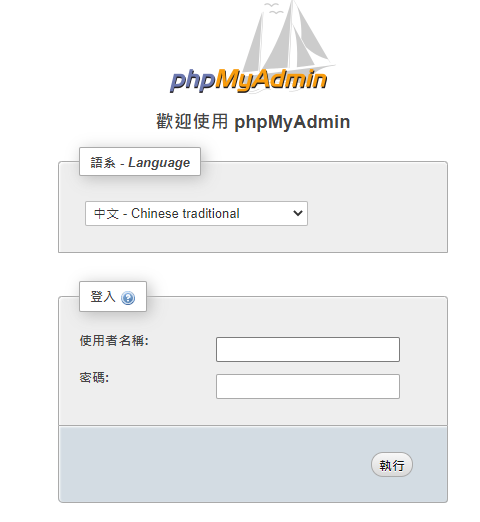 phpMyAdmin
歡迎使用 phpMyAdmin
語系 - Language
中文 - Chinese traditional
登入
使用者名稱:
密碼:
執行